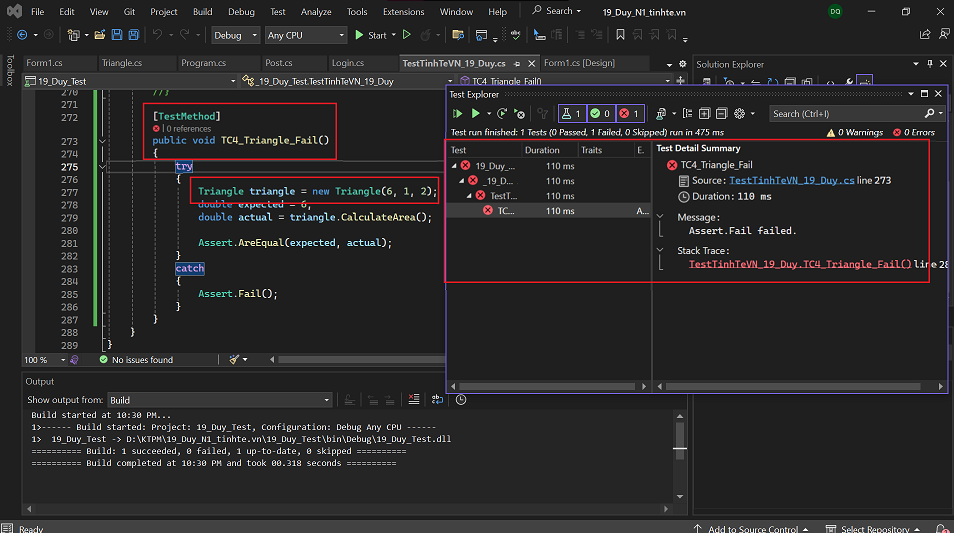 File Edit View Git Project Build Debug Test Analyze Tools Extensions Window Help Search 19_Duy_N1_tinhte.vn DQ
Debug Any CPU Start
Toolbox
Form1.cs Triangle.cs Program.cs Post.cs Login.cs TestTinhTeVN_19_Duy.cs Form1.cs [Design]
Solution Explorer
19_Duy_Test _19_Duy_Test.TestTinhTeVN_19_Duy TC4_Triangle_Fail()
270 //}
271
272 [TestMethod]
0 references
273 public void TC4_Triangle_Fail()
274 {
275 try
276 {
277 Triangle triangle = new Triangle(6, 1, 2);
278 double expected = 6;
279 double actual = triangle.CalculateArea();
280
281 Assert.AreEqual(expected, actual);
282 }
283 catch
284 {
285 Assert.Fail();
286 }
287 }
288 }
289 }
100 % No issues found
Test Explorer
1 0 1 Search (Ctrl+I)
Test run finished: 1 Tests (0 Passed, 1 Failed, 0 Skipped) run in 475 ms 0 Warnings 0 Errors
Test Duration Traits E.
19_Duy_... 110 ms
_19_D... 110 ms
TestT... 110 ms
TC... 110 ms A...
Test Detail Summary
TC4_Triangle_Fail
Source: TestTinhTeVN_19_Duy.cs line 273
Duration: 110 ms
Message:
Assert.Fail failed.
Stack Trace:
TestTinhTeVN_19_Duy.TC4_Triangle_Fail() line 28
Output
Show output from: Build
Build started at 10:30 PM...
1>------ Build started: Project: 19_Duy_Test, Configuration: Debug Any CPU ------
1> 19_Duy_Test -> D:\KTPM\19_Duy_N1_tinhte.vn\19_Duy_Test\bin\Debug\19_Duy_Test.dll
========== Build: 1 succeeded, 0 failed, 1 up-to-date, 0 skipped ==========
========== Build completed at 10:30 PM and took 00.318 seconds ==========
Ready Add to Source Control Select Repository